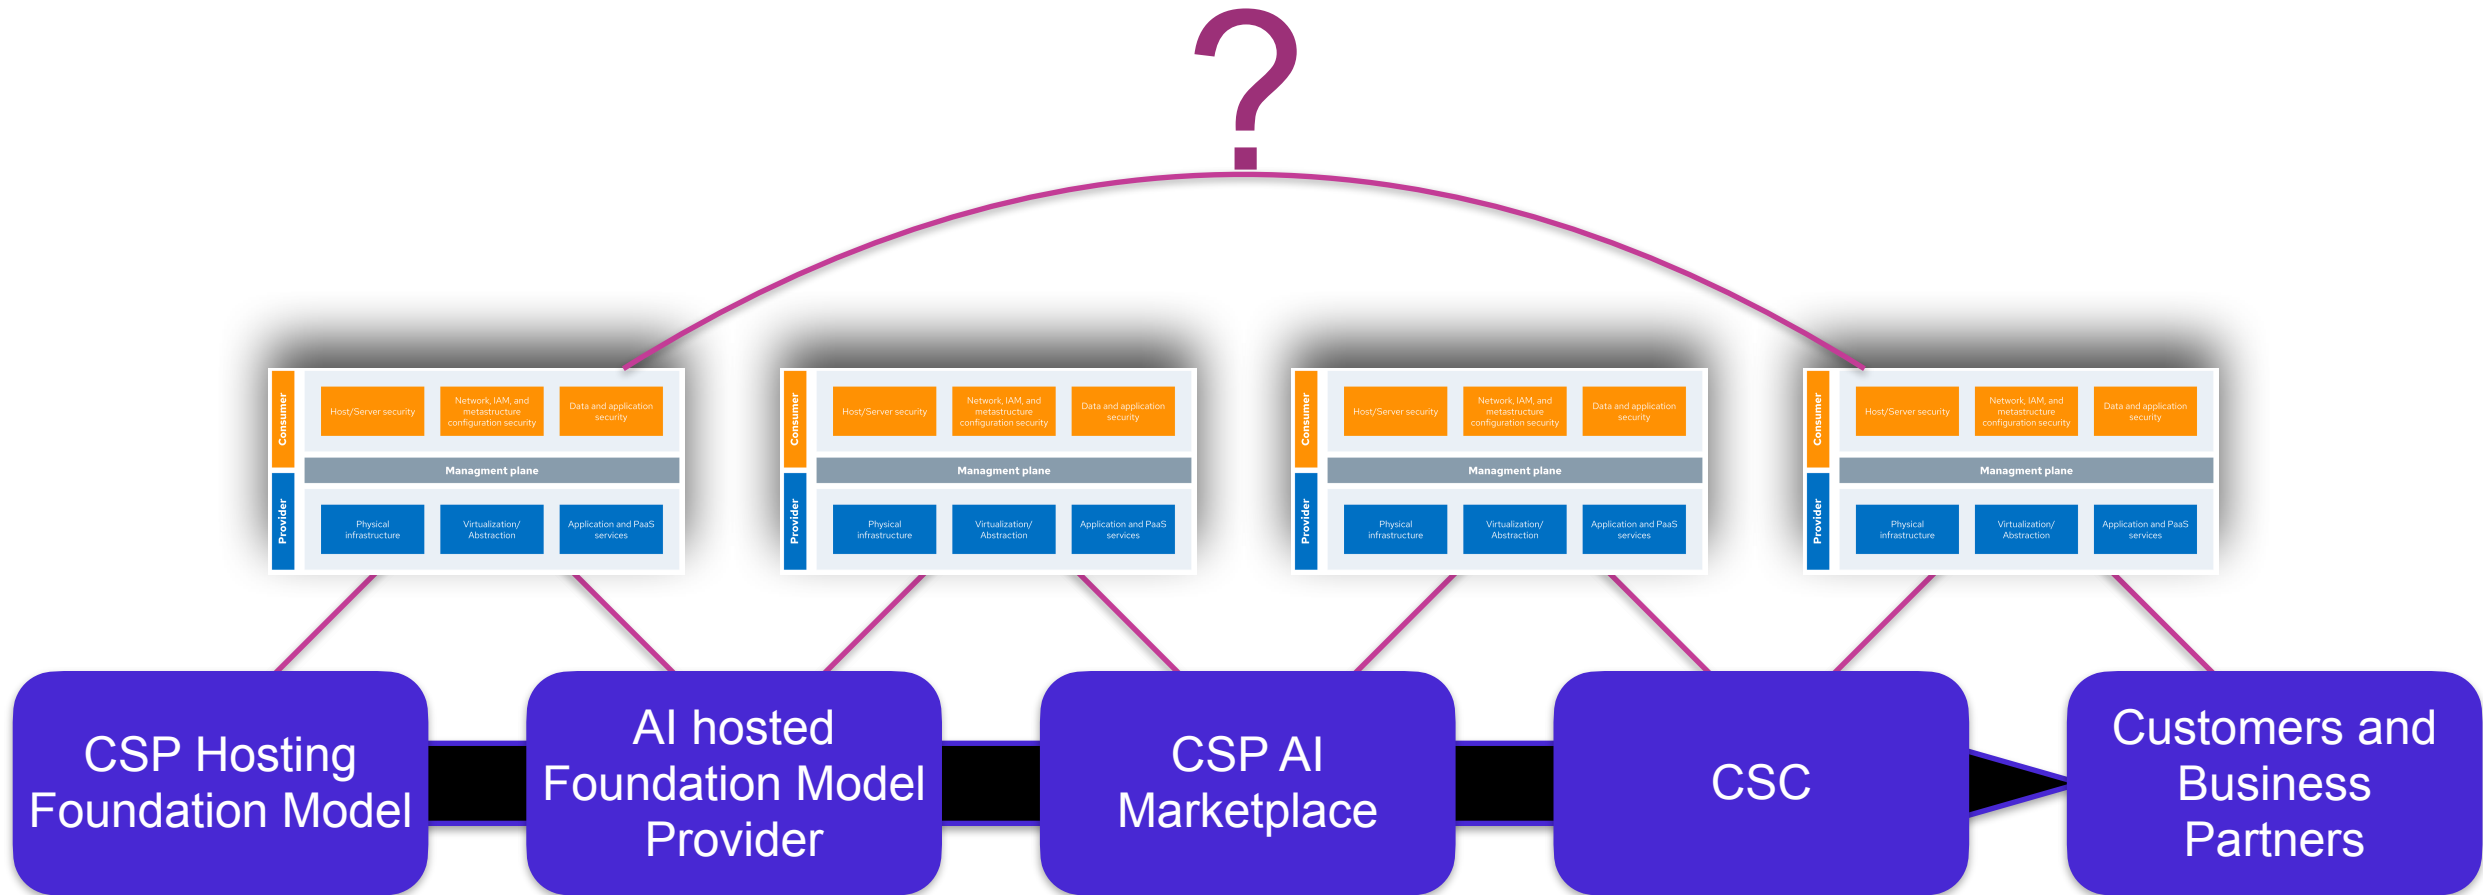 ?
Consumer
Host/Server security
Network, IAM, and
metastructure
configuration security
Data and application
security
Managment plane
Provider
Physical
infrastructure
Virtualization/
Abstraction
Application and PaaS
services
Consumer
Host/Server security
Network, IAM, and
metastructure
configuration security
Data and application
security
Managment plane
Provider
Physical
infrastructure
Virtualization/
Abstraction
Application and PaaS
services
Consumer
Host/Server security
Network, IAM, and
metastructure
configuration security
Data and application
security
Managment plane
Provider
Physical
infrastructure
Virtualization/
Abstraction
Application and PaaS
services
Consumer
Host/Server security
Network, IAM, and
metastructure
configuration security
Data and application
security
Managment plane
Provider
Physical
infrastructure
Virtualization/
Abstraction
Application and PaaS
services
CSP Hosting
Foundation Model
AI hosted
Foundation Model
Provider
CSP AI
Marketplace
CSC
Customers and
Business
Partners